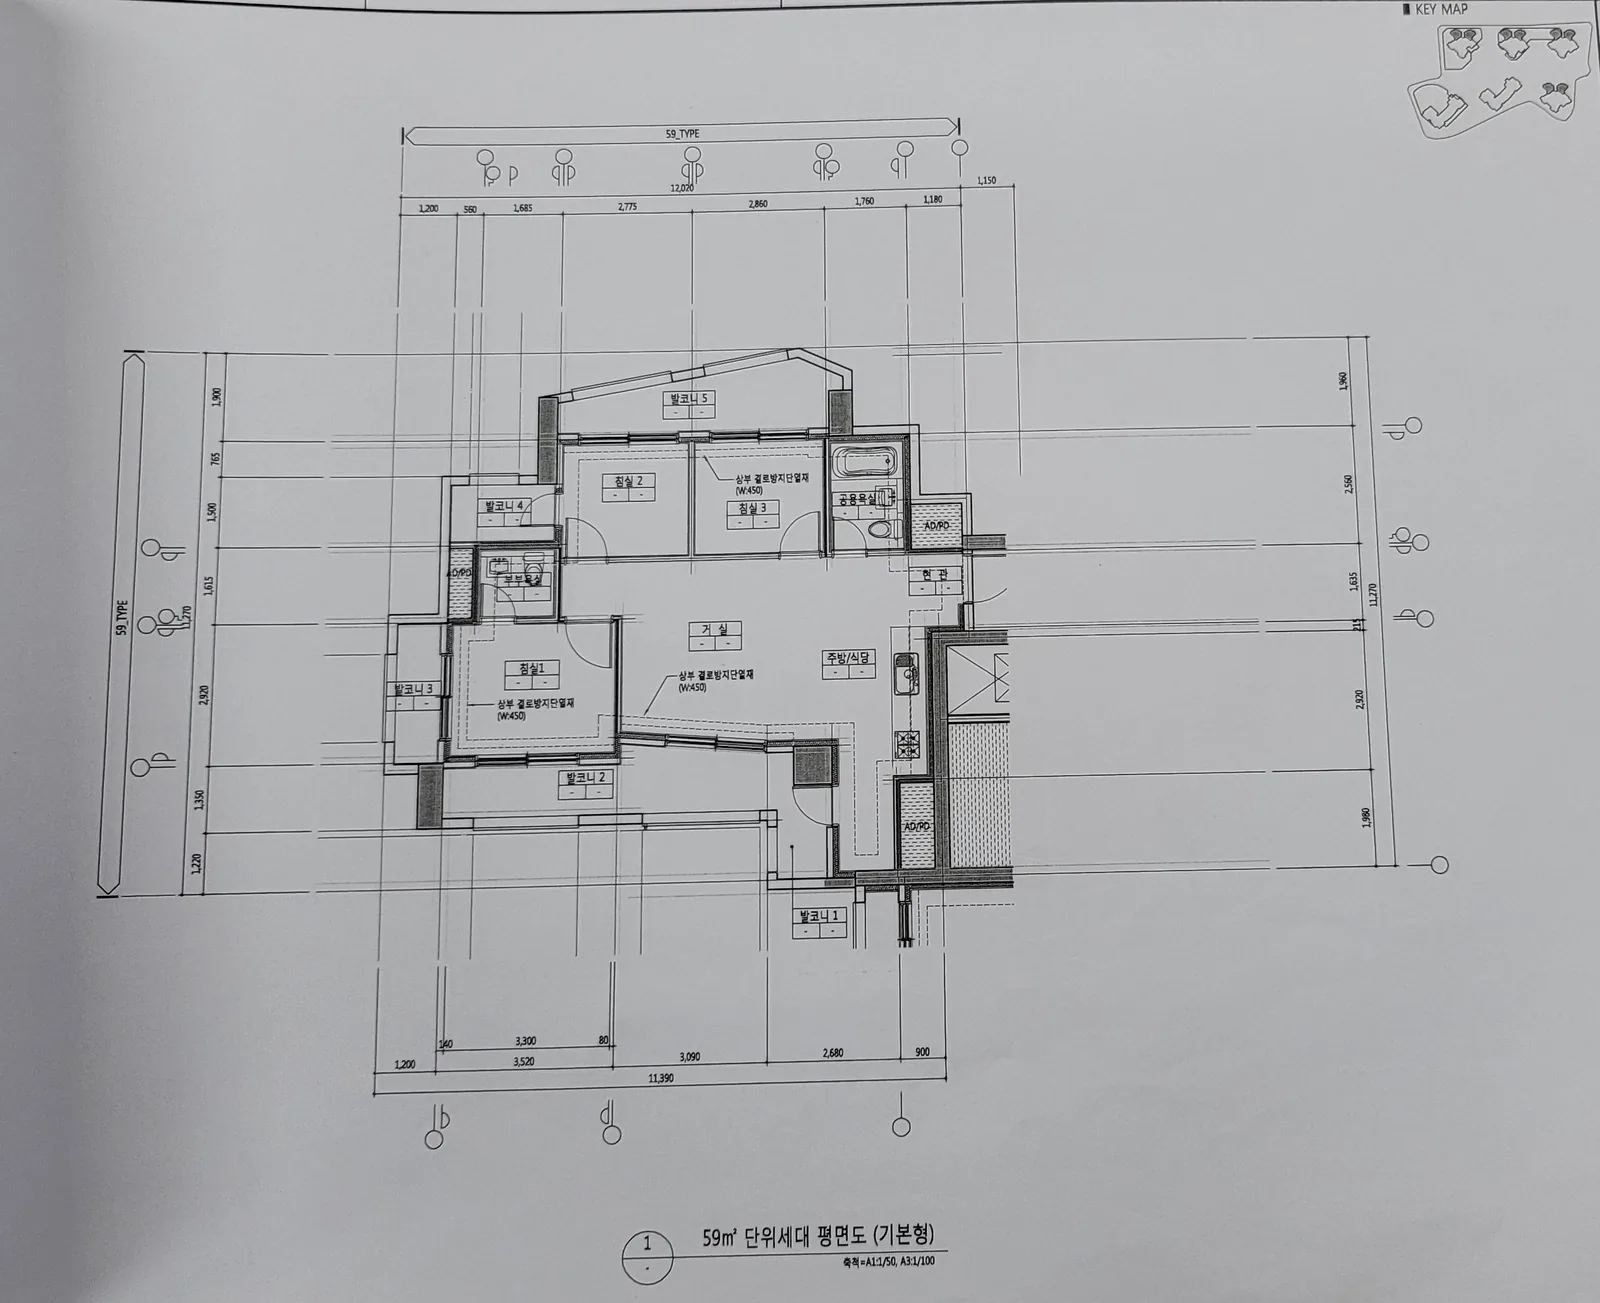 KEY MAP
59_TYPE
12,020
1,150
1,200
560
1,685
2,775
2,860
1,760
1,180
1,900
765
1,500
1,615
2,920
1,350
1,220
11,270
59_TYPE
1,960
2,560
1,635
215
2,920
1,980
11,270
발코니 5
- -
침실 2
- -
상부 결로방지단열재
(W:450)
침실 3
- -
공용욕실
- -
발코니 4
- -
AD/PD
AD/PD
부부욕실
- -
현 관
- -
거 실
- -
주방/식당
- -
침실1
- -
상부 결로방지단열재
(W:450)
상부 결로방지단열재
(W:450)
발코니 3
- -
발코니 2
- -
AD/PD
발코니 1
- -
140
3,300
80
1,200
3,520
3,090
2,680
900
11,390
1
-
59㎡ 단위세대 평면도 (기본형)
축척=A1:1/50, A3:1/100